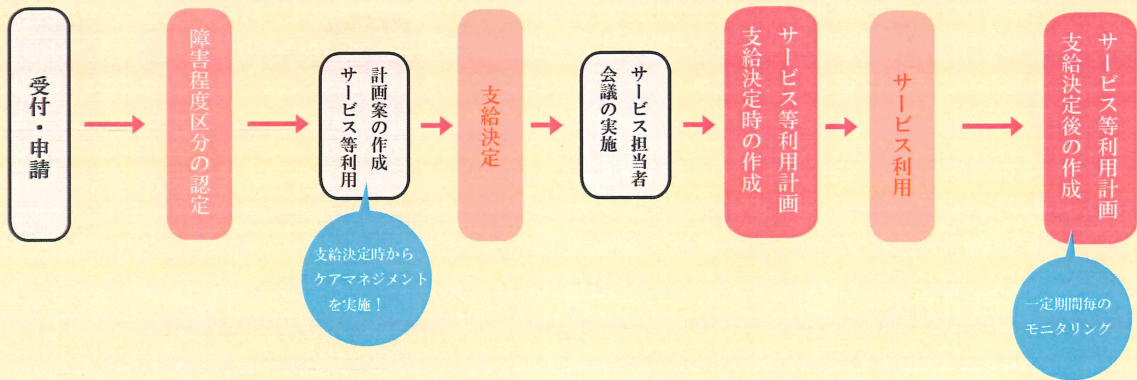 受付・申請
障害程度区分の認定
計画案の作成
サービス等利用
支給決定時から
ケアマネジメント
を実施！
支給決定
サービス担当者
会議の実施
サービス等利用計画
支給決定時の作成
サービス利用
サービス等利用計画
支給決定後の作成
一定期間毎の
モニタリング